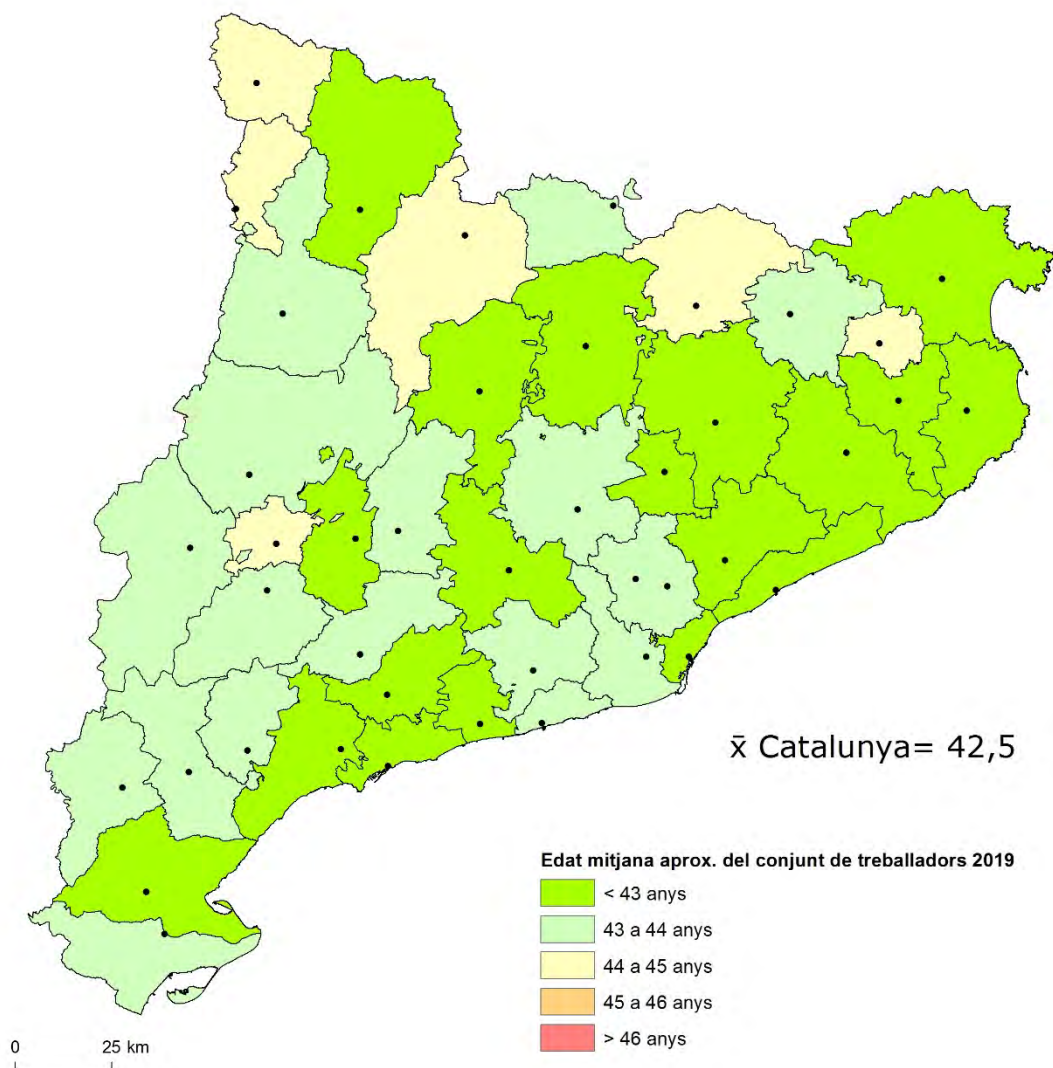 x̄ Catalunya= 42,5
Edat mitjana aprox. del conjunt de treballadors 2019
< 43 anys
43 a 44 anys
44 a 45 anys
45 a 46 anys
> 46 anys
0 25 km